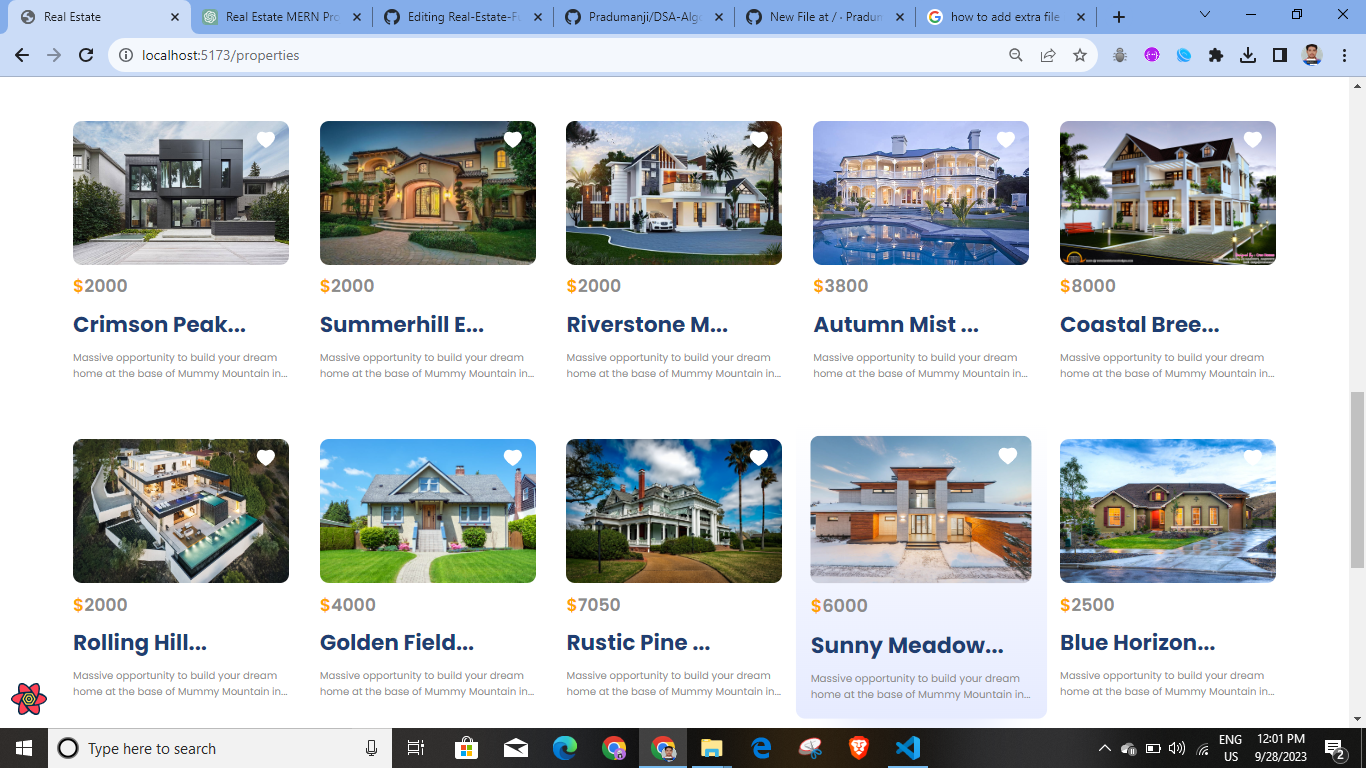 Real Estate
Real Estate MERN Pro
Editing Real-Estate-Fu
Pradumanji/DSA-Algo
New File at / · Pradum
how to add extra file
localhost:5173/properties
$2000
$2000
$2000
$3800
$8000
Crimson Peak...
Summerhill E...
Riverstone M...
Autumn Mist ...
Coastal Bree...
Massive opportunity to build your dream
home at the base of Mummy Mountain in...
Massive opportunity to build your dream
home at the base of Mummy Mountain in...
Massive opportunity to build your dream
home at the base of Mummy Mountain in...
Massive opportunity to build your dream
home at the base of Mummy Mountain in...
Massive opportunity to build your dream
home at the base of Mummy Mountain in...
$2000
$4000
$7050
$6000
$2500
Rolling Hill...
Golden Field...
Rustic Pine ...
Sunny Meadow...
Blue Horizon...
Massive opportunity to build your dream
home at the base of Mummy Mountain in...
Massive opportunity to build your dream
home at the base of Mummy Mountain in...
Massive opportunity to build your dream
home at the base of Mummy Mountain in...
Massive opportunity to build your dream
home at the base of Mummy Mountain in...
Massive opportunity to build your dream
home at the base of Mummy Mountain in...
Type here to search
ENG
US
12:01 PM
9/28/2023
2